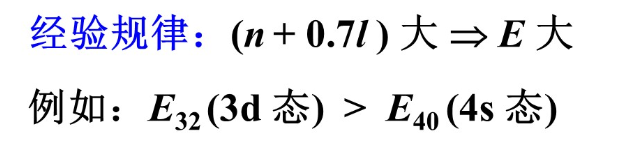 经验规律：(n + 0.7l) 大 ⇒ E 大
例如：E₃₂ (3d 态) > E₄₀ (4s 态)